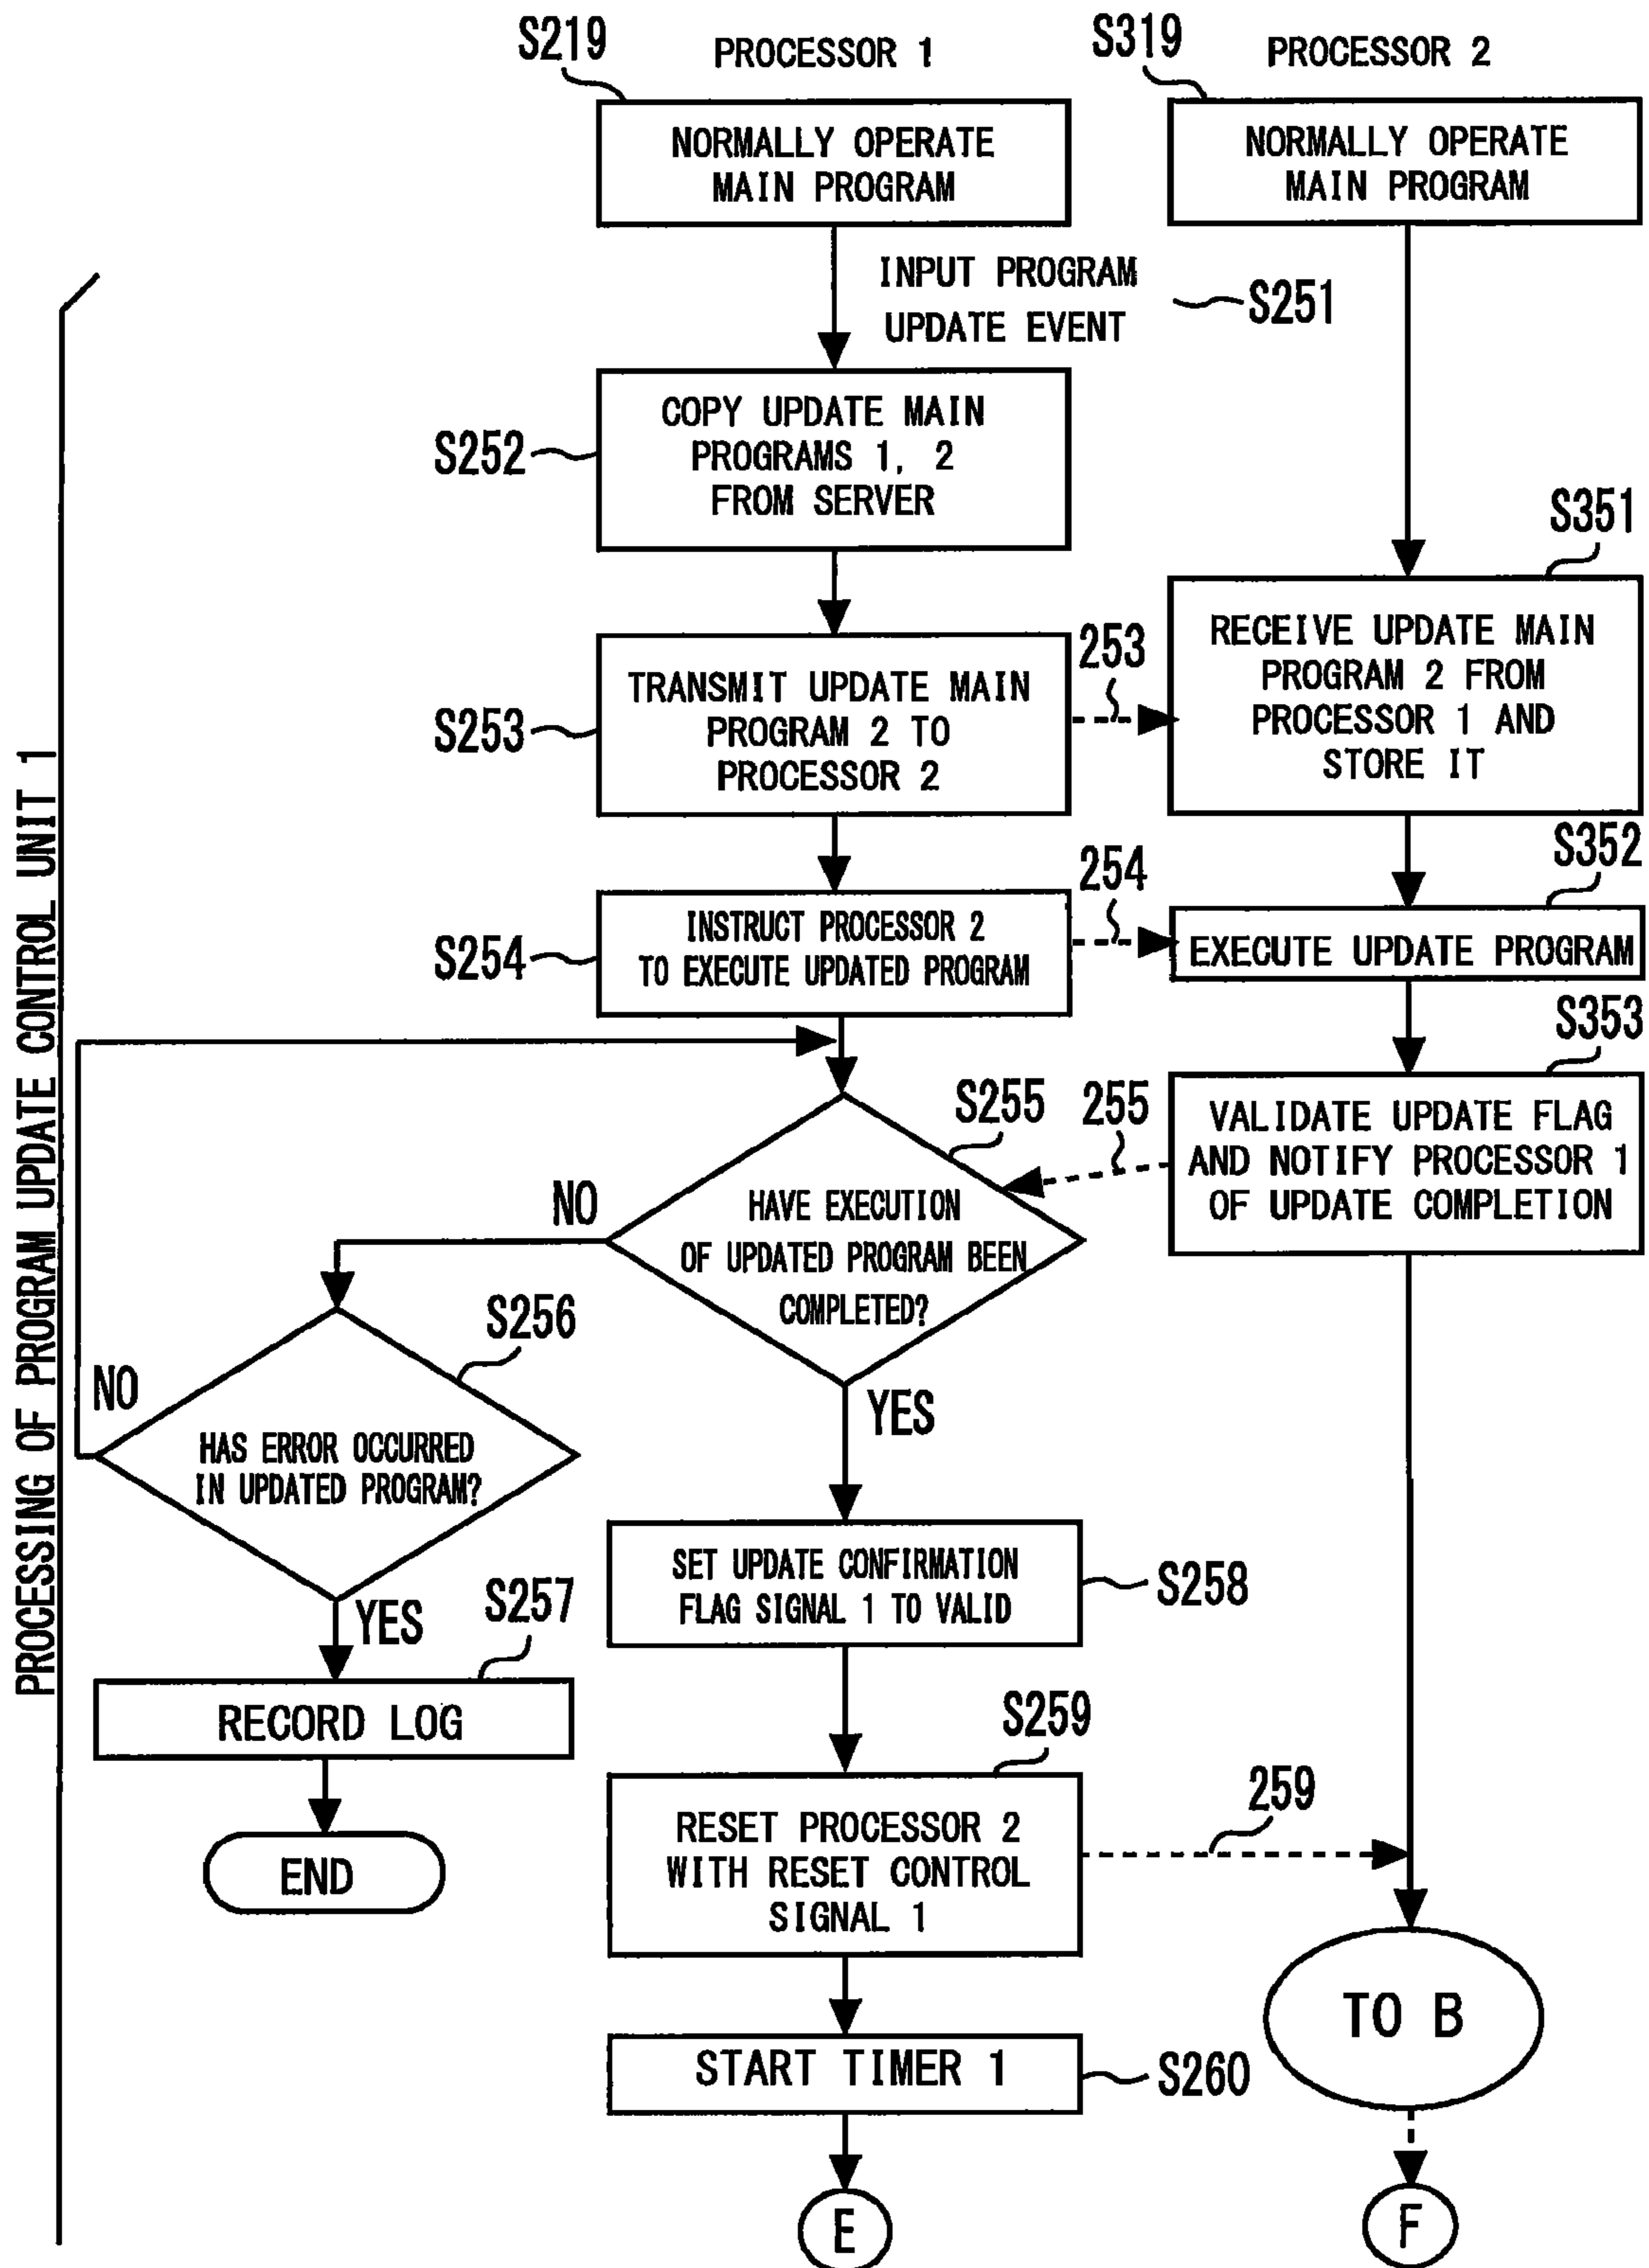 S219
PROCESSOR 1
S319
PROCESSOR 2
NORMALLY OPERATE
MAIN PROGRAM
NORMALLY OPERATE
MAIN PROGRAM
INPUT PROGRAM
UPDATE EVENT
S251
COPY UPDATE MAIN
PROGRAMS 1, 2
FROM SERVER
S252
S351
TRANSMIT UPDATE MAIN
PROGRAM 2 TO
PROCESSOR 2
S253
253
RECEIVE UPDATE MAIN
PROGRAM 2 FROM
PROCESSOR 1 AND
STORE IT
S352
INSTRUCT PROCESSOR 2
TO EXECUTE UPDATED PROGRAM
S254
254
EXECUTE UPDATE PROGRAM
S353
S255
255
VALIDATE UPDATE FLAG
AND NOTIFY PROCESSOR 1
OF UPDATE COMPLETION
HAVE EXECUTION
OF UPDATED PROGRAM BEEN
COMPLETED?
NO
YES
S256
HAS ERROR OCCURRED
IN UPDATED PROGRAM?
NO
YES
S257
RECORD LOG
END
SET UPDATE CONFIRMATION
FLAG SIGNAL 1 TO VALID
S258
S259
RESET PROCESSOR 2
WITH RESET CONTROL
SIGNAL 1
259
TO B
START TIMER 1
S260
E
F
PROCESSING OF PROGRAM UPDATE CONTROL UNIT 1